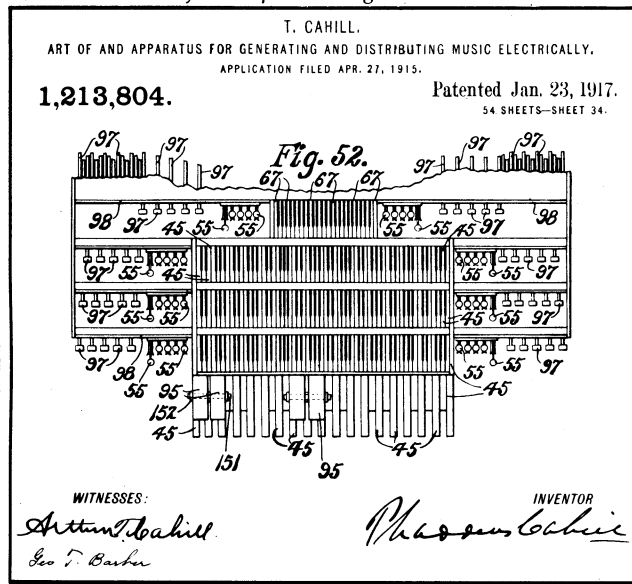 T. CAHILL.
ART OF AND APPARATUS FOR GENERATING AND DISTRIBUTING MUSIC ELECTRICALLY.
APPLICATION FILED APR. 27, 1915.
1,213,804.
Patented Jan. 23, 1917.
54 SHEETS—SHEET 34.
Fig. 52.
97 97 97 97 97 97
67 67 67
98 97 55 55 55 55 97 98
45 45
97 55 55 45 55 55 97
97 55 55 45 55 55 97
97 98 55 55 55 55 97
95 45
152
45 151 45 95 45
WITNESSES:
Arthur T. Cahill.
Geo T. Barker
INVENTOR
Thaddeus Cahill